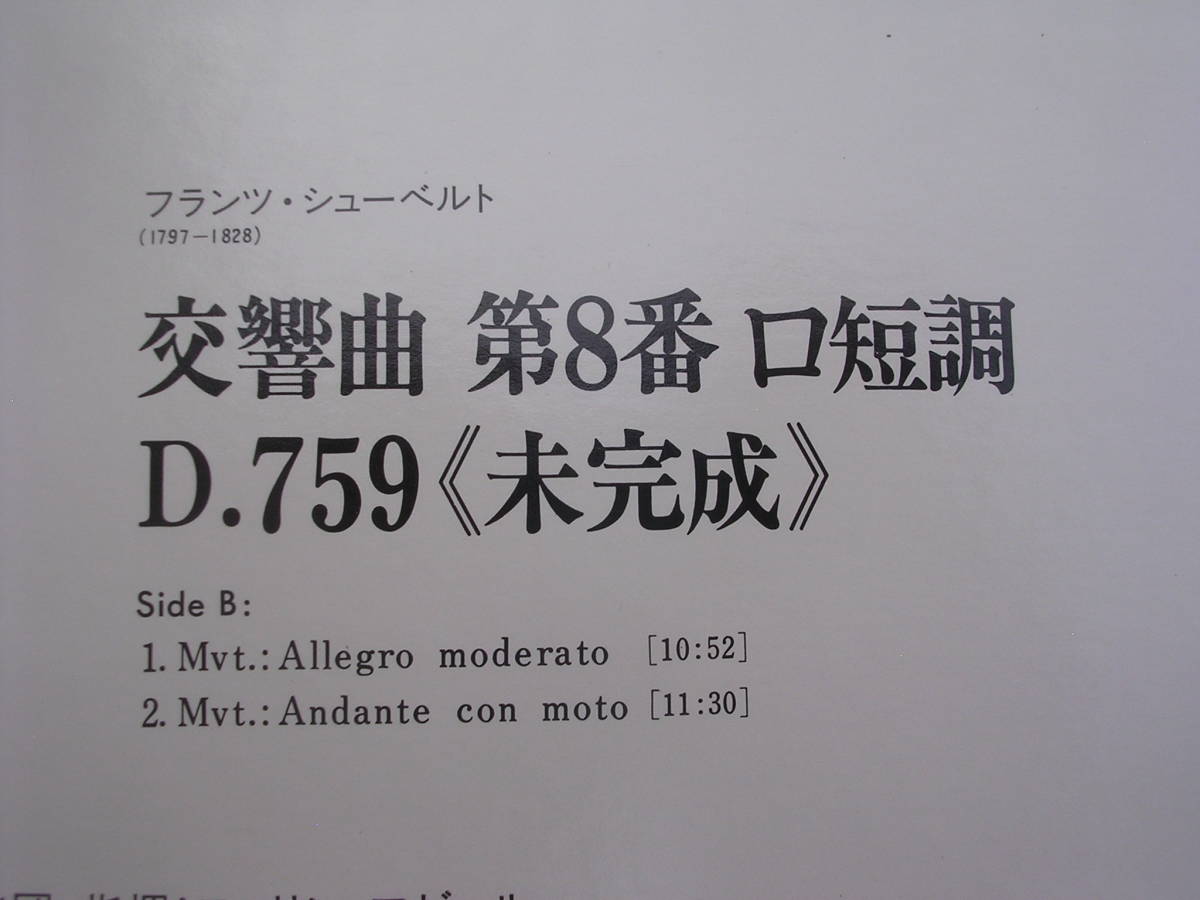 フランツ・シューベルト
(1797—1828)
交響曲 第8番 ロ短調
D.759《未完成》
Side B:
1. Mvt.: Allegro moderato [10:52]
2. Mvt.: Andante con moto [11:30]